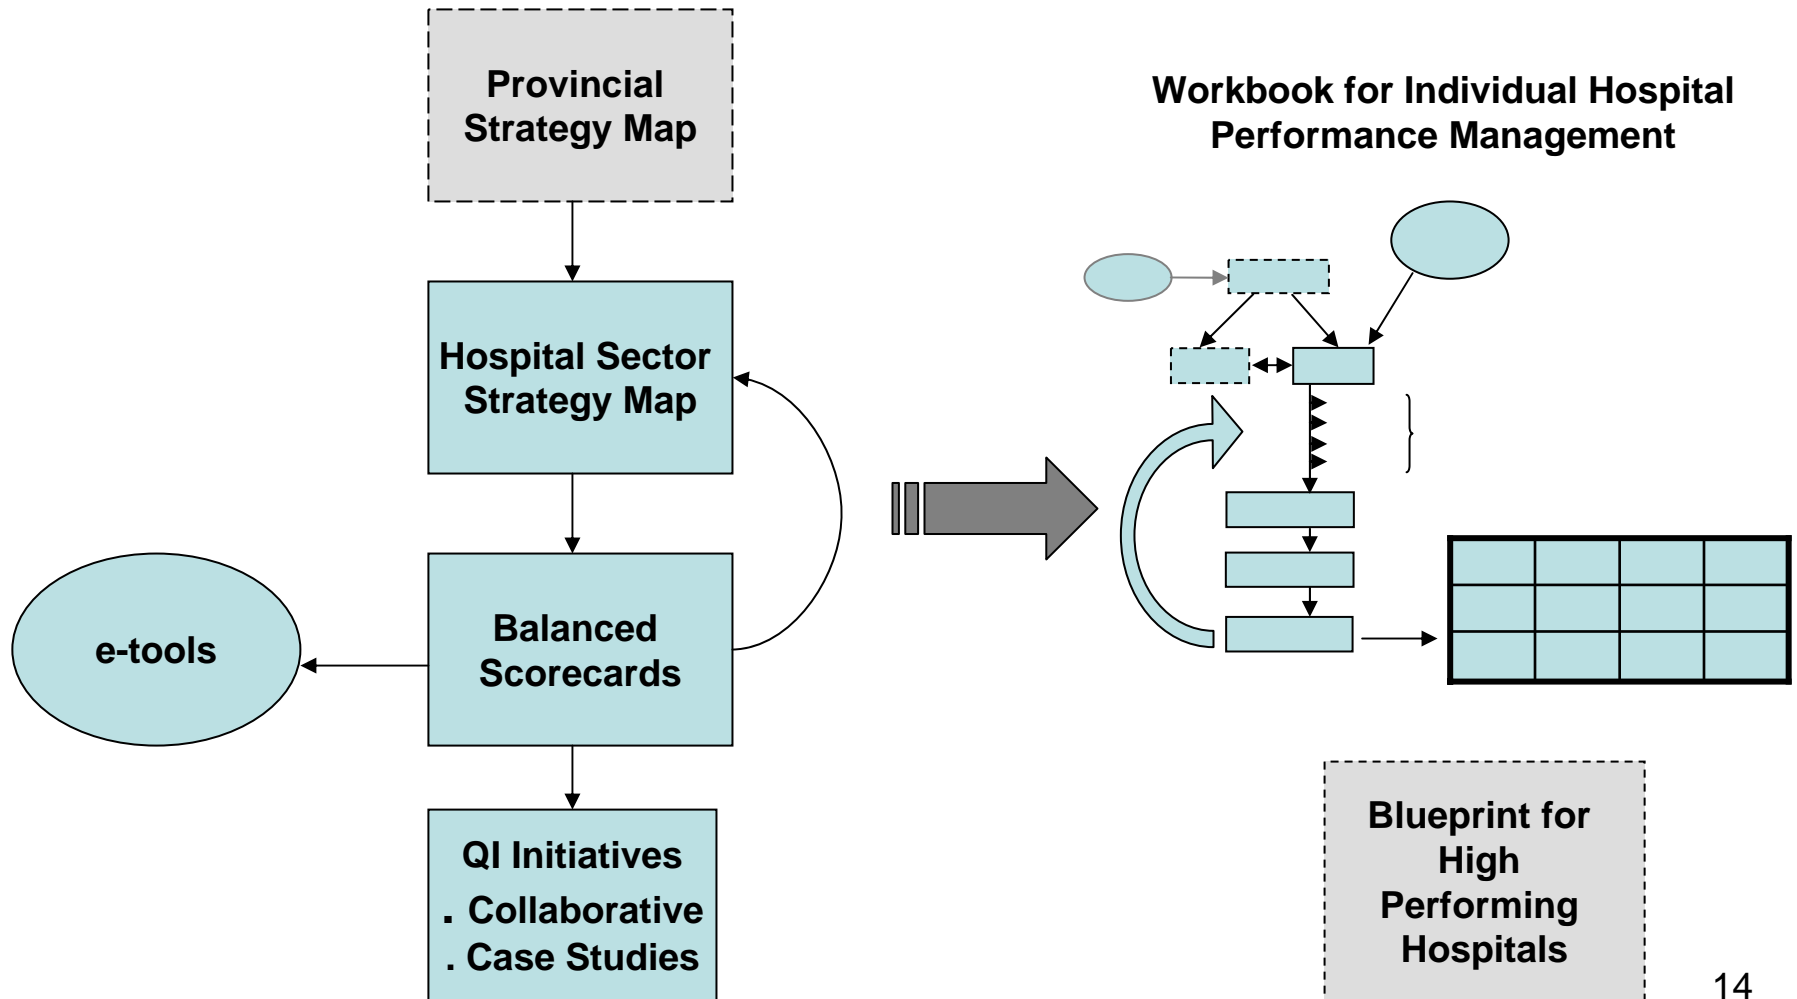 Provincial
Strategy Map
Workbook for Individual Hospital
Performance Management
Hospital Sector
Strategy Map
e-tools
Balanced
Scorecards
QI Initiatives
. Collaborative
. Case Studies
Blueprint for
High
Performing
Hospitals
14